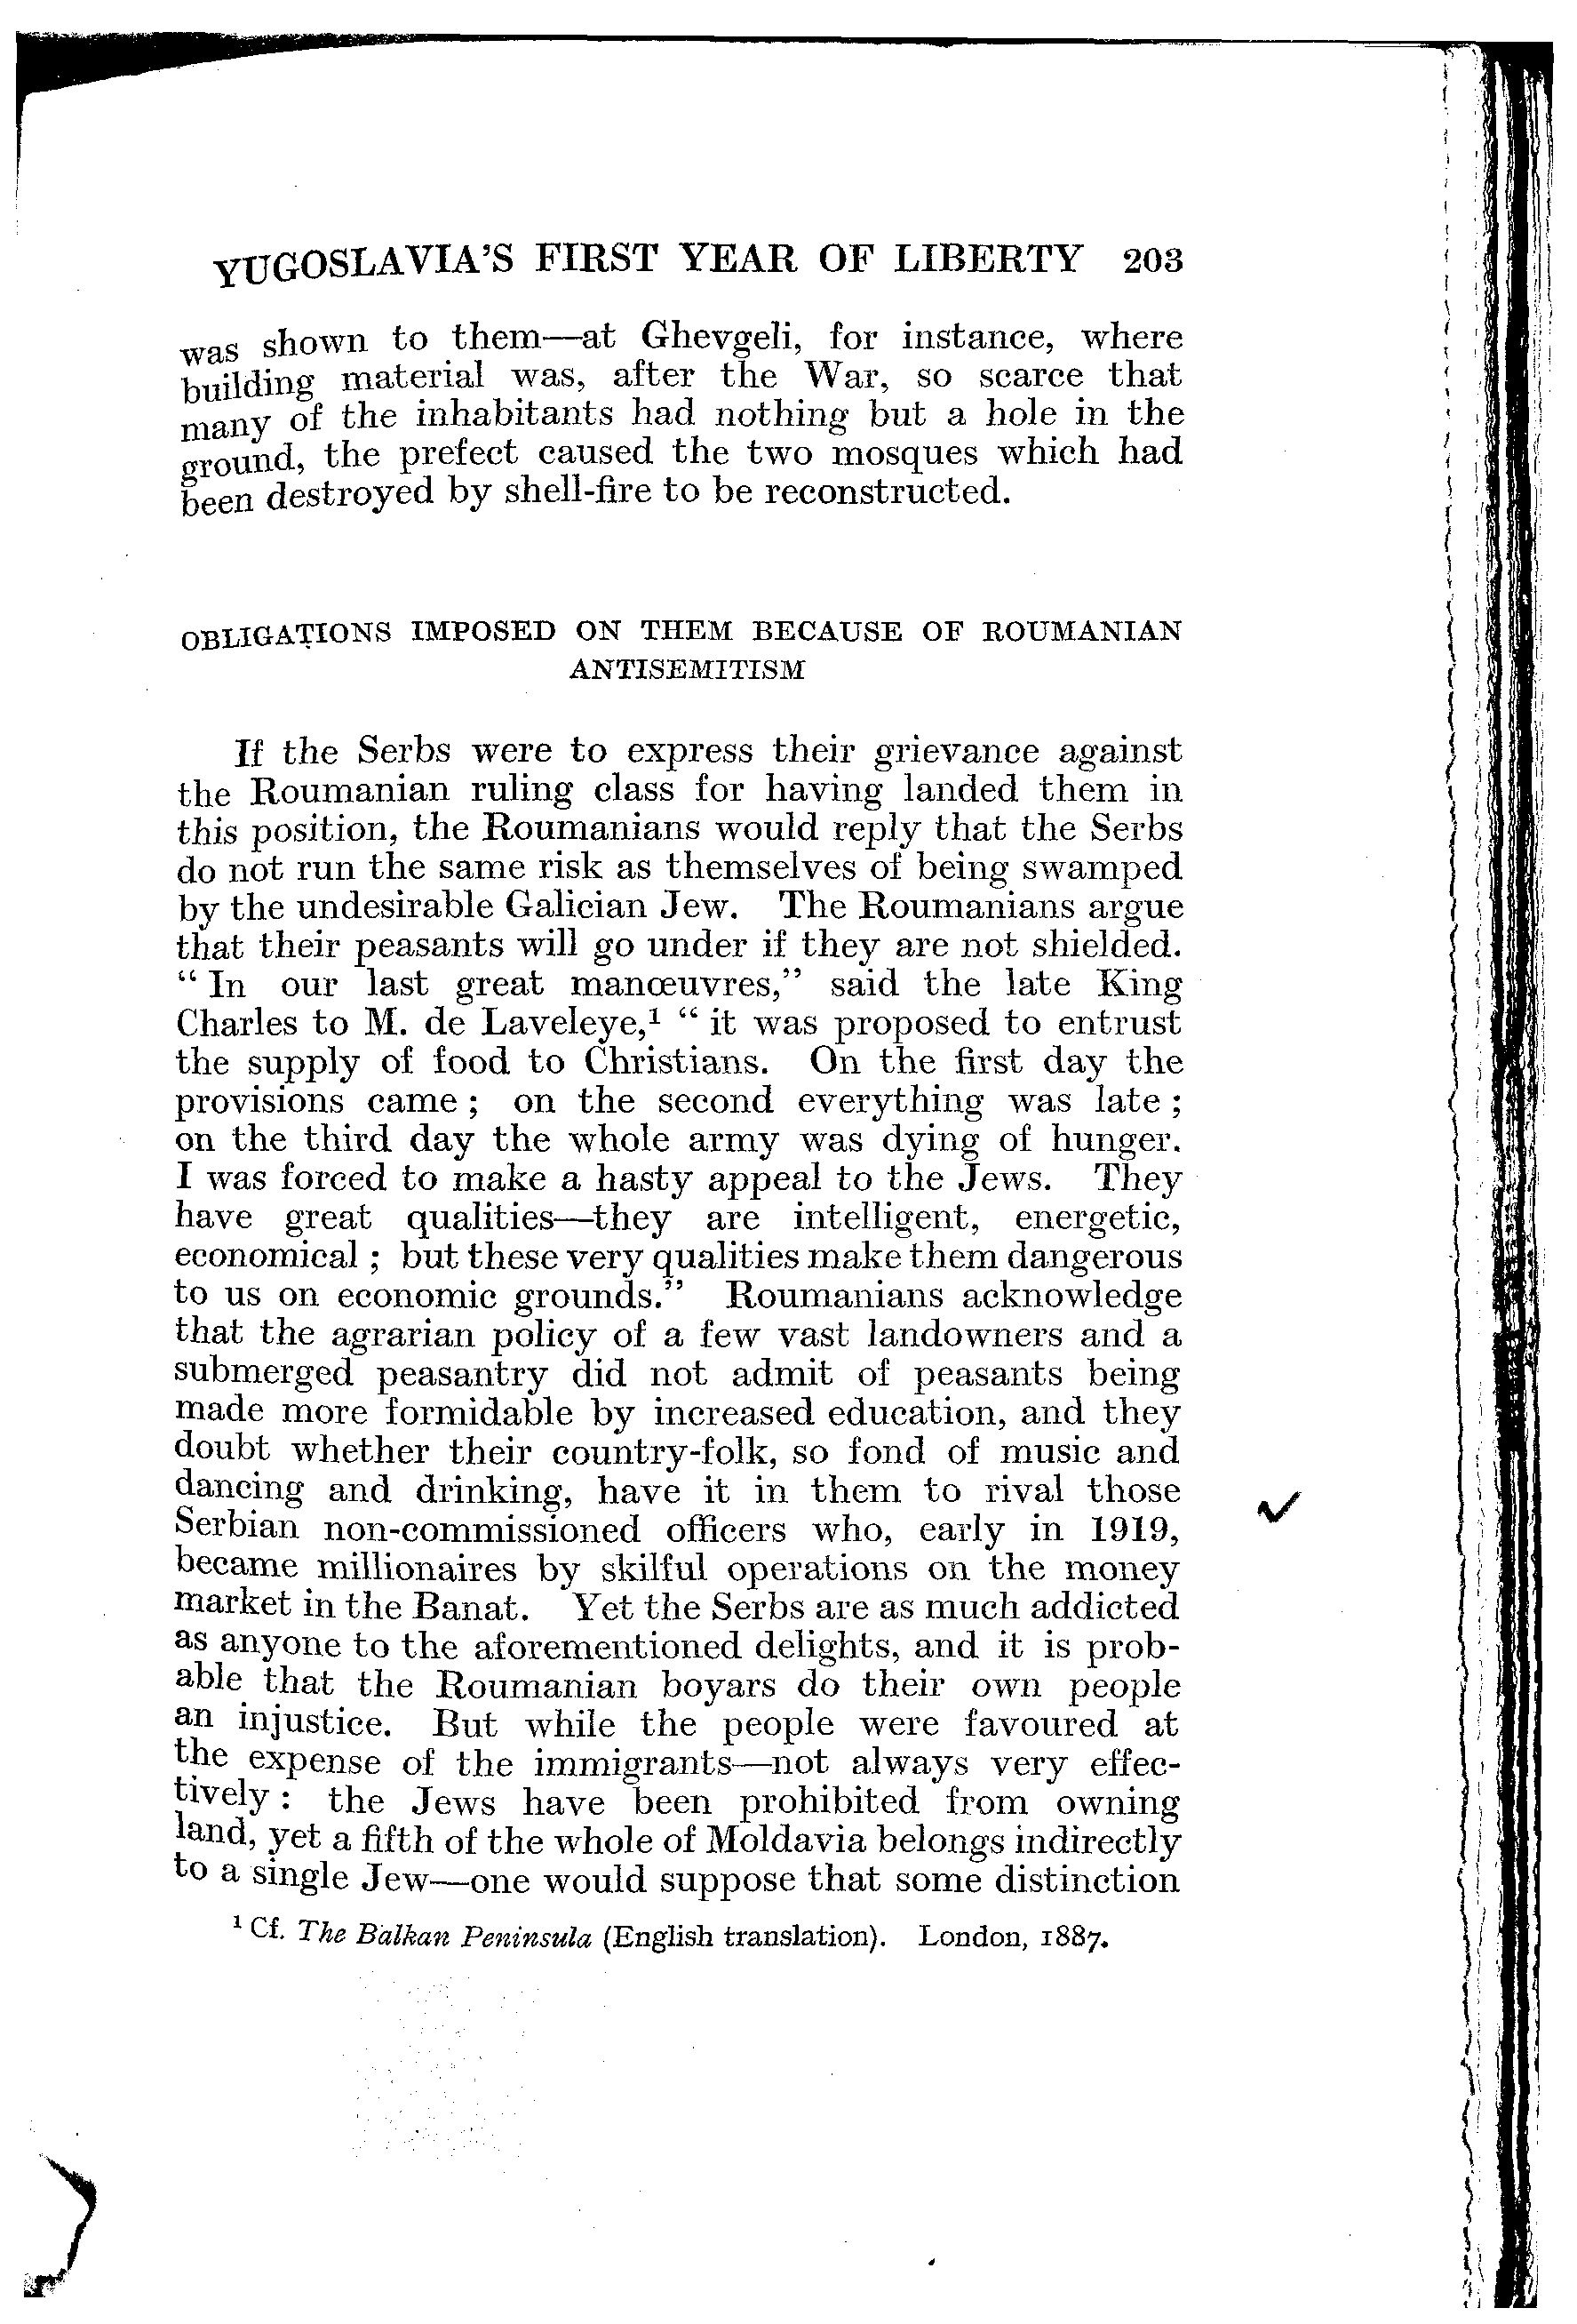 YUGOSLAVIA'S FIRST YEAR OF LIBERTY 203
was shown to them—at Ghevgeli, for instance, where
building material was, after the War, so scarce that
many of the inhabitants had nothing but a hole in the
ground, the prefect caused the two mosques which had
been destroyed by shell-fire to be reconstructed.
OBLIGATIONS IMPOSED ON THEM BECAUSE OF ROUMANIAN
ANTISEMITISM
If the Serbs were to express their grievance against
the Roumanian ruling class for having landed them in
this position, the Roumanians would reply that the Serbs
do not run the same risk as themselves of being swamped
by the undesirable Galician Jew. The Roumanians argue
that their peasants will go under if they are not shielded.
“ In our last great manœuvres,” said the late King
Charles to M. de Laveleye,¹ “ it was proposed to entrust
the supply of food to Christians. On the first day the
provisions came ; on the second everything was late ;
on the third day the whole army was dying of hunger.
I was forced to make a hasty appeal to the Jews. They
have great qualities—they are intelligent, energetic,
economical ; but these very qualities make them dangerous
to us on economic grounds.” Roumanians acknowledge
that the agrarian policy of a few vast landowners and a
submerged peasantry did not admit of peasants being
made more formidable by increased education, and they
doubt whether their country-folk, so fond of music and
dancing and drinking, have it in them to rival those
Serbian non-commissioned officers who, early in 1919,
became millionaires by skilful operations on the money
market in the Banat. Yet the Serbs are as much addicted
as anyone to the aforementioned delights, and it is prob-
able that the Roumanian boyars do their own people
an injustice. But while the people were favoured at
the expense of the immigrants—not always very effec-
tively : the Jews have been prohibited from owning
land, yet a fifth of the whole of Moldavia belongs indirectly
to a single Jew—one would suppose that some distinction
¹ Cf. The Balkan Peninsula (English translation). London, 1887.